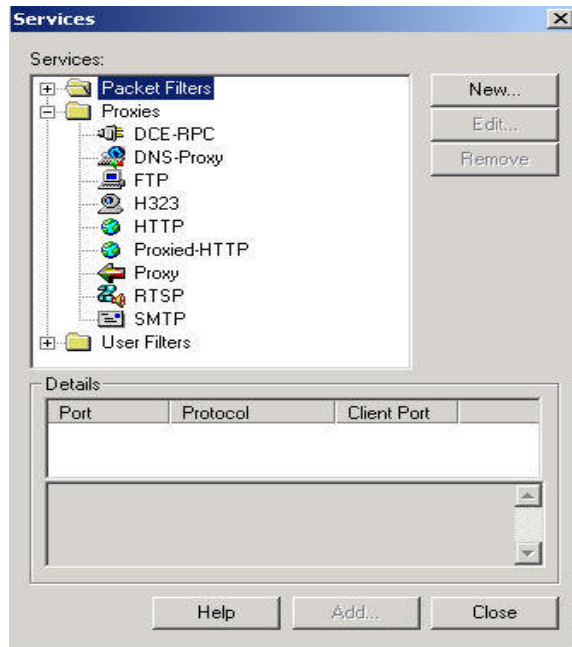 Services
Services:
Packet Filters
New...
Proxies
Edit...
DCE-RPC
DNS-Proxy
Remove
FTP
H323
HTTP
Proxied-HTTP
Proxy
RTSP
SMTP
User Filters
Details
Port Protocol Client Port
Help Add... Close